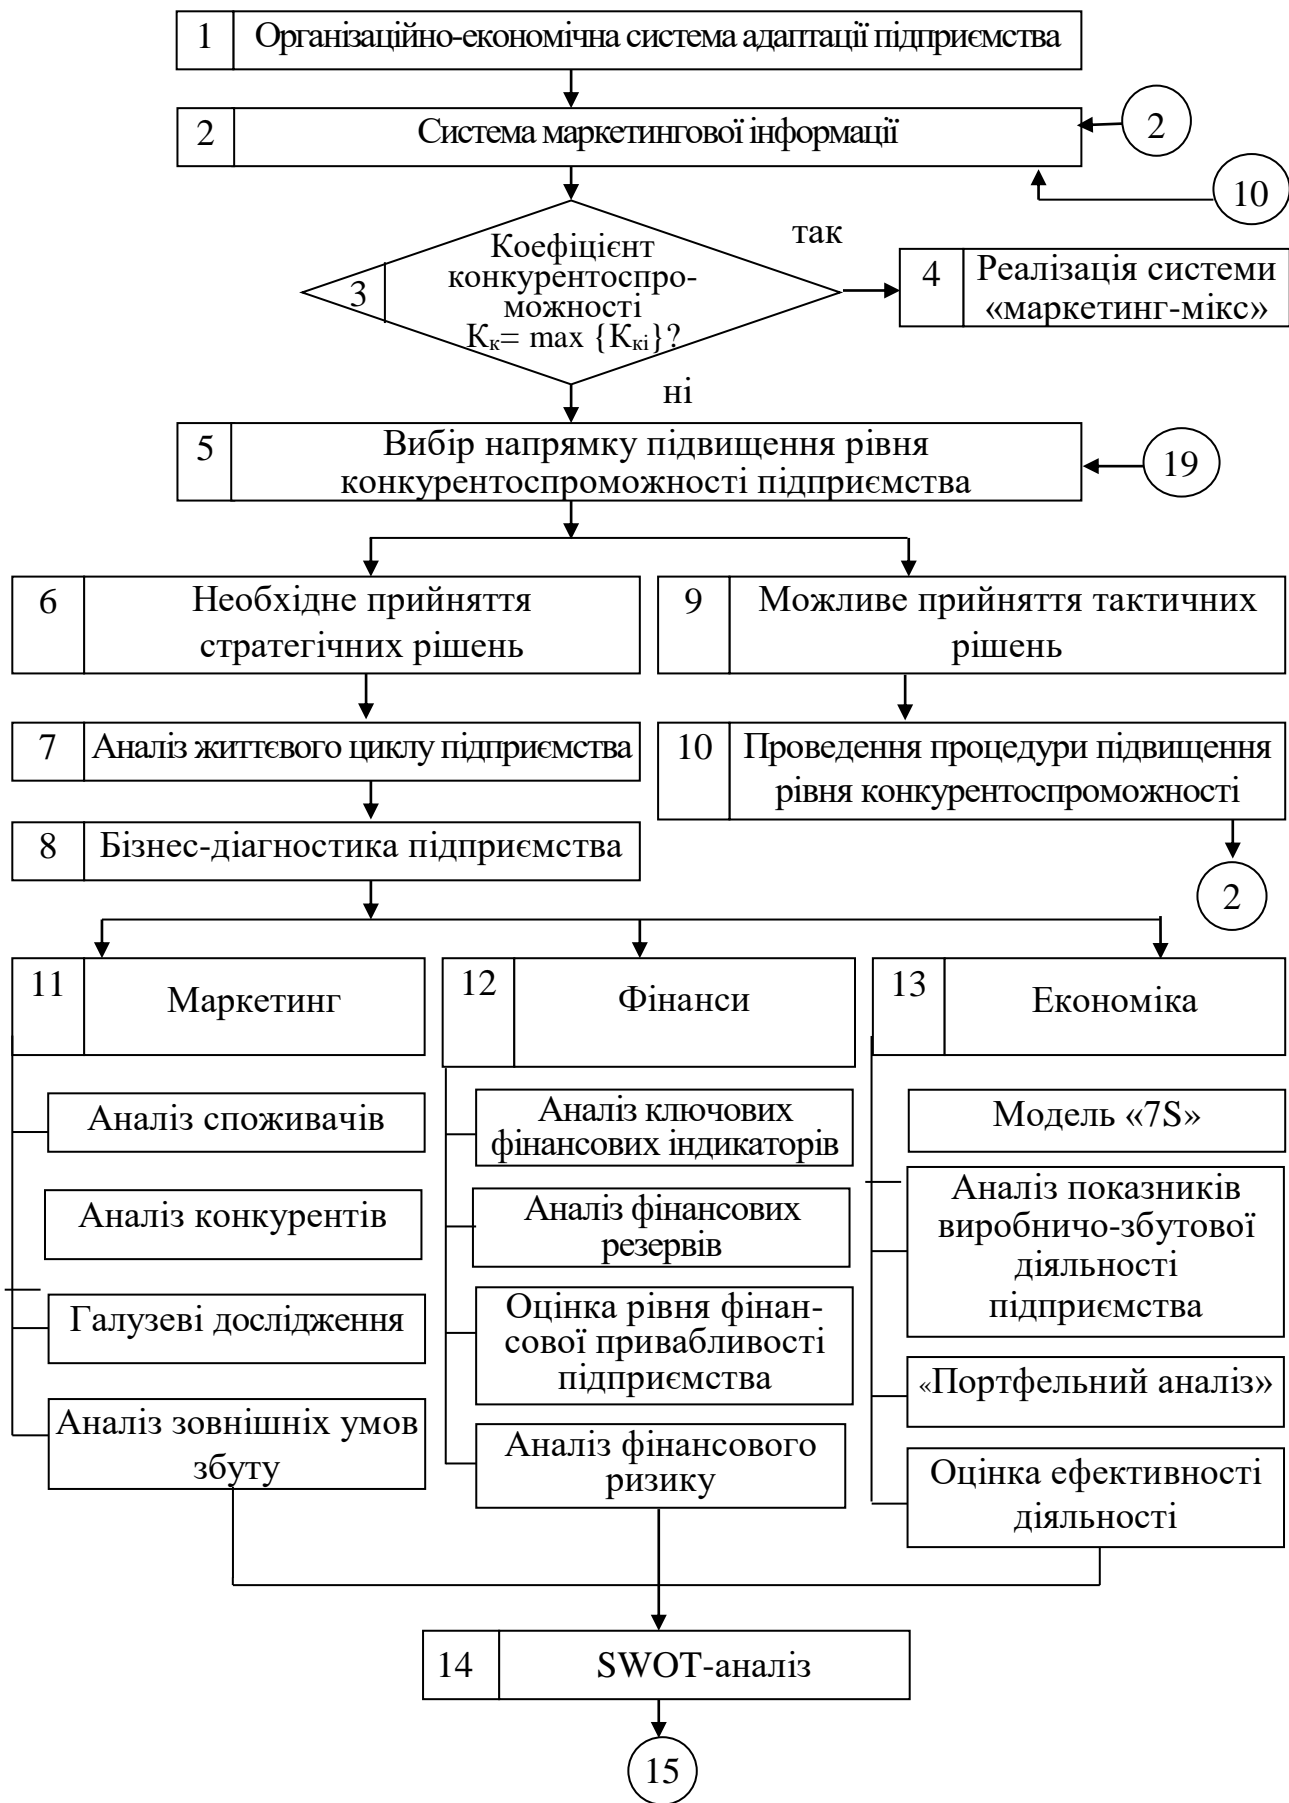 1
Організаційно-економічна система адаптації підприємства
2
Система маркетингової інформації
2
10
так
3
Коефіцієнт
конкурентоспро-
можності
Кк= max {Ккі}?
4
Реалізація системи
«маркетинг-мікс»
ні
5
Вибір напрямку підвищення рівня
конкурентоспроможності підприємства
19
6
Необхідне прийняття
стратегічних рішень
9
Можливе прийняття тактичних
рішень
7
Аналіз життєвого циклу підприємства
10
Проведення процедури підвищення
рівня конкурентоспроможності
8
Бізнес-діагностика підприємства
2
11
Маркетинг
12
Фінанси
13
Економіка
Аналіз споживачів
Аналіз конкурентів
Галузеві дослідження
Аналіз зовнішніх умов
збуту
Аналіз ключових
фінансових індикаторів
Аналіз фінансових
резервів
Оцінка рівня фінан-
сової привабливості
підприємства
Аналіз фінансового
ризику
Модель «7S»
Аналіз показників
виробничо-збутової
діяльності
підприємства
«Портфельний аналіз»
Оцінка ефективності
діяльності
14
SWOT-аналіз
15